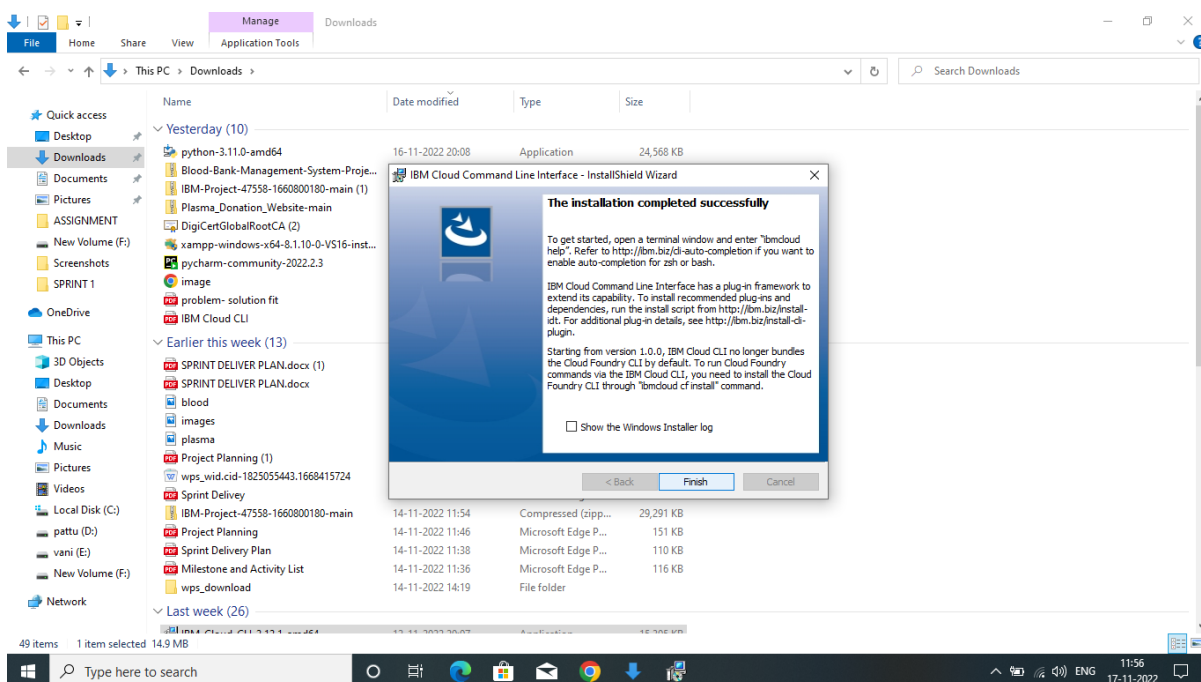 Manage Downloads
File Home Share View Application Tools
This PC > Downloads > Search Downloads
Name Date modified Type Size
Quick access
Desktop
Downloads
Documents
Pictures
ASSIGNMENT
New Volume (F:)
Screenshots
SPRINT 1
OneDrive
This PC
3D Objects
Desktop
Documents
Downloads
Music
Pictures
Videos
Local Disk (C:)
pattu (D:)
vani (E:)
New Volume (F:)
Network
Yesterday (10)
python-3.11.0-amd64 16-11-2022 20:08 Application 24,568 KB
Blood-Bank-Management-System-Proje...
IBM-Project-47558-1660800180-main (1)
Plasma_Donation_Website-main
DigiCertGlobalRootCA (2)
xampp-windows-x64-8.1.10-0-VS16-inst...
pycharm-community-2022.2.3
image
problem- solution fit
IBM Cloud CLI
Earlier this week (13)
SPRINT DELIVER PLAN.docx (1)
SPRINT DELIVER PLAN.docx
blood
images
plasma
Project Planning (1)
wps_wid.cid-1825055443.1668415724
Sprint Delivey
IBM-Project-47558-1660800180-main 14-11-2022 11:54 Compressed (zipp... 29,291 KB
Project Planning 14-11-2022 11:46 Microsoft Edge P... 151 KB
Sprint Delivery Plan 14-11-2022 11:38 Microsoft Edge P... 110 KB
Milestone and Activity List 14-11-2022 11:36 Microsoft Edge P... 116 KB
wps_download 14-11-2022 14:19 File folder
Last week (26)
IBM Cloud Command Line Interface - InstallShield Wizard
The installation completed successfully
To get started, open a terminal window and enter "ibmcloud
help". Refer to http://ibm.biz/cli-auto-completion if you want to
enable auto-completion for zsh or bash.
IBM Cloud Command Line Interface has a plug-in framework to
extend its capability. To install recommended plug-ins and
dependencies, run the install script from http://ibm.biz/install-
idt. For additional plug-in details, see http://ibm.biz/install-cli-
plugin.
Starting from version 1.0.0, IBM Cloud CLI no longer bundles
the Cloud Foundry CLI by default. To run Cloud Foundry
commands via the IBM Cloud CLI, you need to install the Cloud
Foundry CLI through "ibmcloud cf install" command.
Show the Windows Installer log
< Back Finish Cancel
49 items 1 item selected 14.9 MB
Type here to search ENG 11:56
17-11-2022